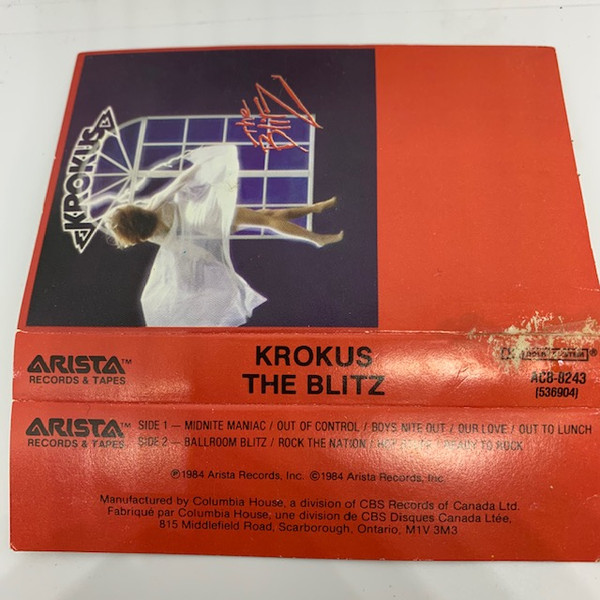 KROKUS
The Blitz
ARISTA™
RECORDS & TAPES
KROKUS
THE BLITZ
AC8-8243
(536904)
ARISTA™
RECORDS & TAPES
SIDE 1 — MIDNITE MANIAC / OUT OF CONTROL / BOYS NITE OUT / OUR LOVE / OUT TO LUNCH
SIDE 2 — BALLROOM BLITZ / ROCK THE NATION / READY TO ROCK
℗1984 Arista Records, Inc. ©1984 Arista Records, Inc.
Manufactured by Columbia House, a division of CBS Records of Canada Ltd.
Fabriqué par Columbia House, une division de CBS Disques Canada Ltée,
815 Middlefield Road, Scarborough, Ontario, M1V 3M3